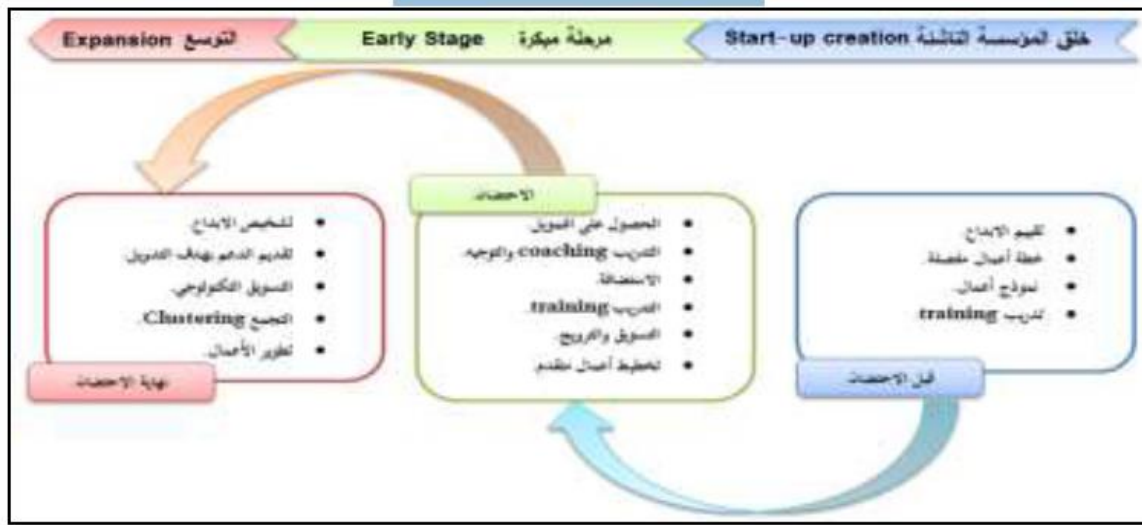 خلق المؤسسة الناشئة Start-up creation
مرحلة مبكرة Early Stage
التوسع Expansion
تقييم الابداع
خطة أعمال مفصلة.
نموذج أعمال.
تدريب training
قبل الاحتضان
الاحتضان
الحصول على التمويل.
التدريب coaching والتوجيه.
الاستضافة.
التدريب training.
التسويق والترويج.
تخطيط أعمال متقدم.
تشخيص الابداع.
تقديم الدعم بهدف التدويل.
التسويق التكنولوجي.
التجمع Clustering.
تطوير الأعمال.
نهاية الاحتضان